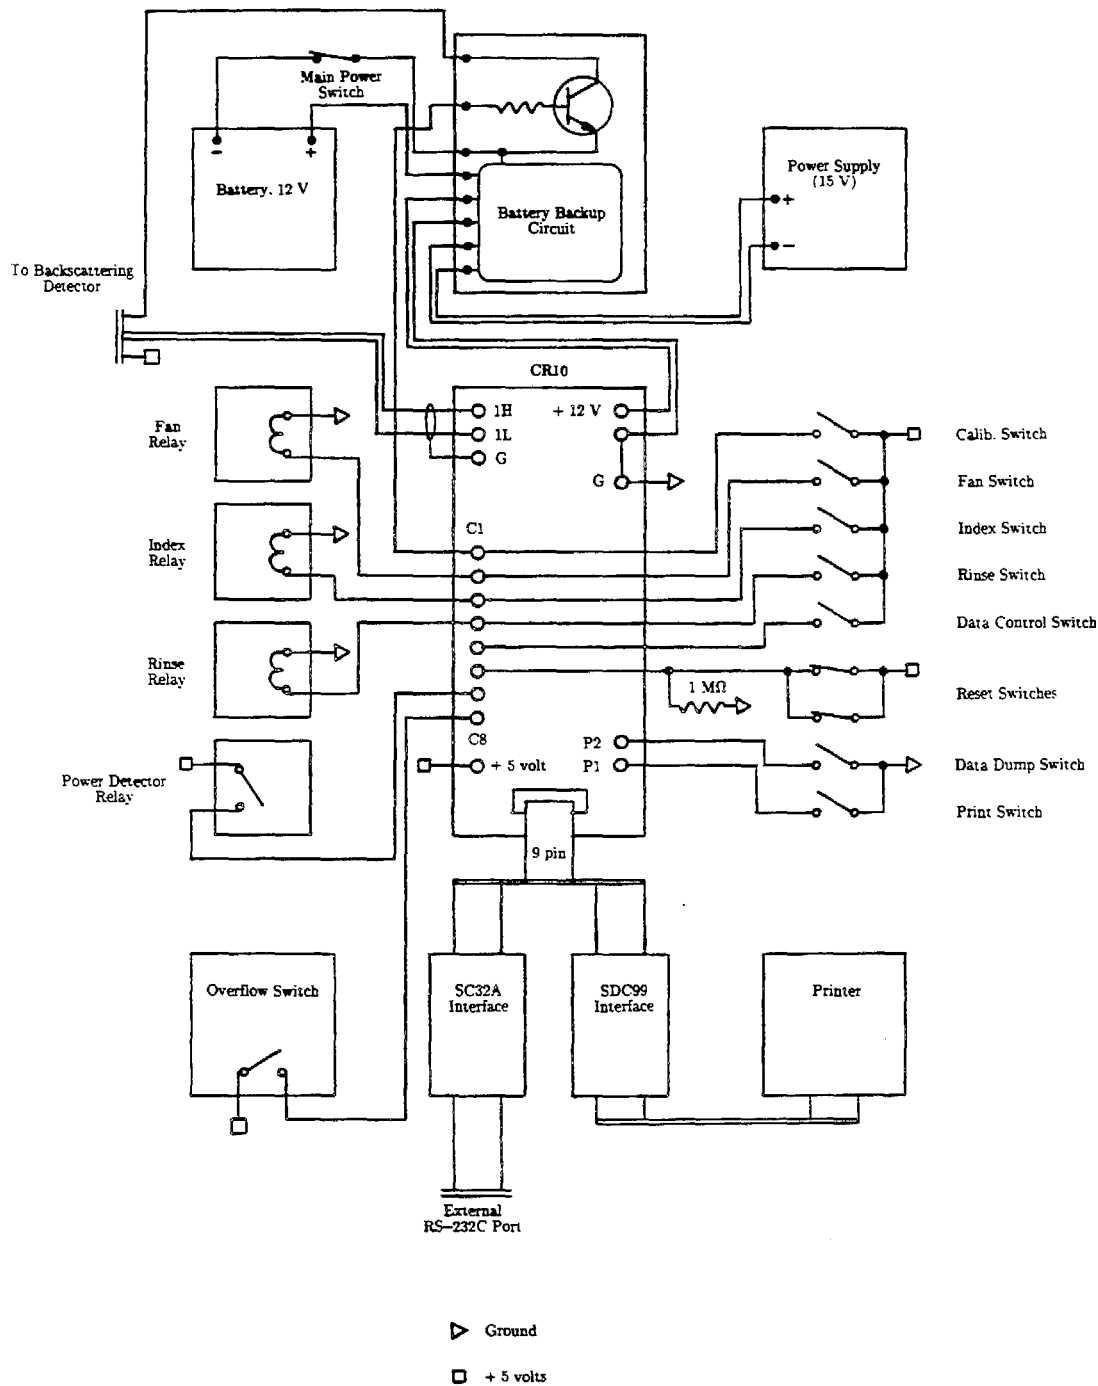 Main Power
Switch
-
+
Battery. 12 V
Battery Backup
Circuit
Power Supply
(15 V)
+
-
To Backscattering
Detector
CR10
1H
+ 12 V
1L
G
G
Fan
Relay
Calib. Switch
Fan Switch
C1
Index
Relay
Index Switch
Rinse Switch
Data Control Switch
Rinse
Relay
1 MΩ
Reset Switches
C8
P2
+ 5 volt
P1
Power Detector
Relay
Data Dump Switch
Print Switch
9 pin
Overflow Switch
SC32A
Interface
SDC99
Interface
Printer
External
RS-232C Port
Ground
+ 5 volts